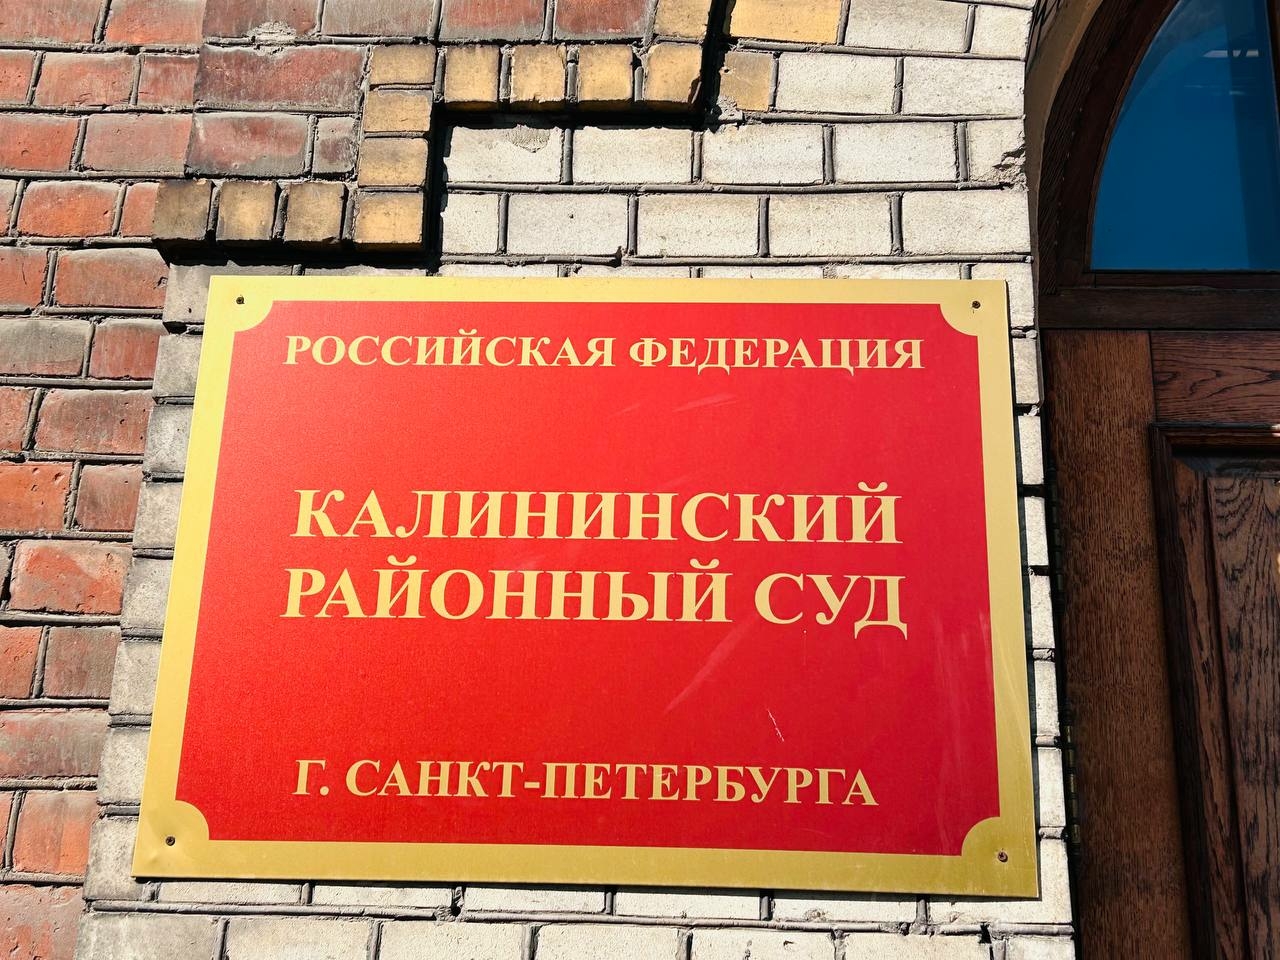 РОССИЙСКАЯ ФЕДЕРАЦИЯ
КАЛИНИНСКИЙ
РАЙОННЫЙ СУД
Г. САНКТ-ПЕТЕРБУРГА